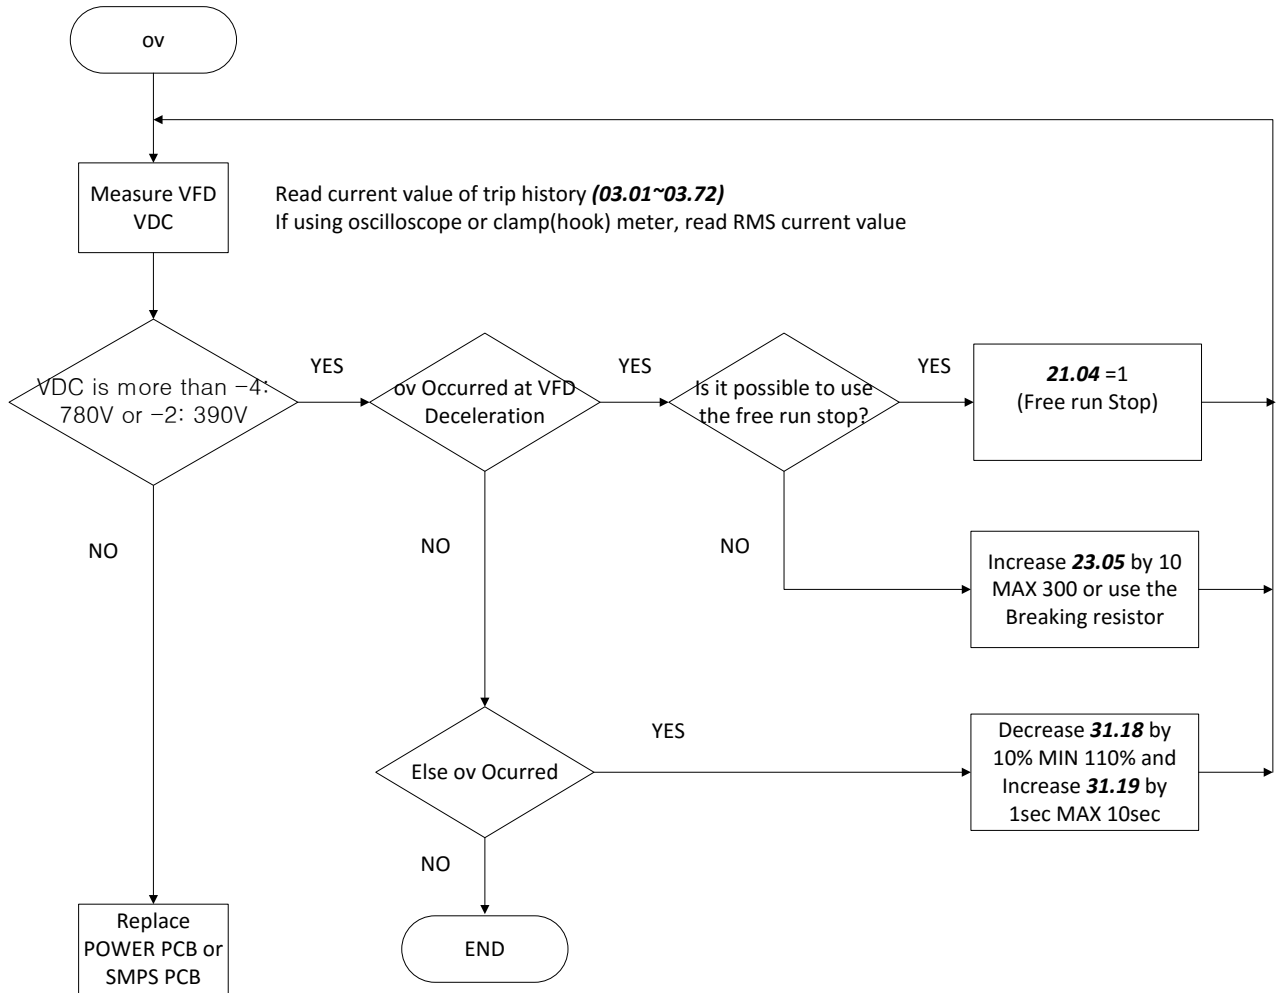 ov
Measure VFD
VDC
Read current value of trip history (03.01~03.72)
If using oscilloscope or clamp(hook) meter, read RMS current value
VDC is more than -4:
780V or -2: 390V
YES
ov Occurred at VFD
Deceleration
YES
Is it possible to use
the free run stop?
YES
21.04 =1
(Free run Stop)
NO
NO
NO
Increase 23.05 by 10
MAX 300 or use the
Breaking resistor
Else ov Ocurred
YES
Decrease 31.18 by
10% MIN 110% and
Increase 31.19 by
1sec MAX 10sec
NO
Replace
POWER PCB or
SMPS PCB
END